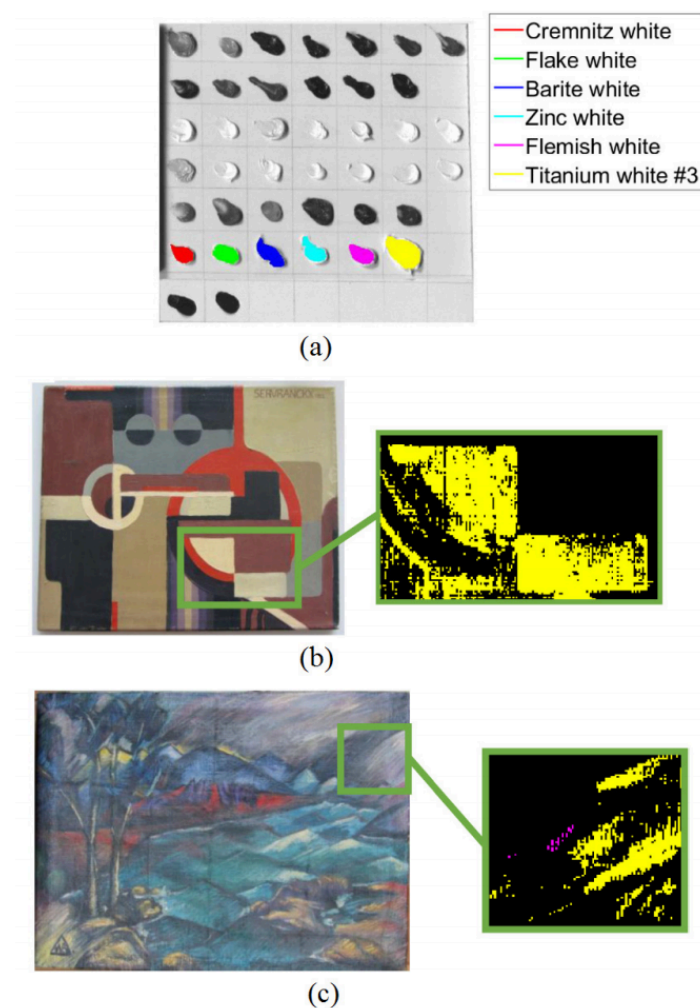 Cremnitz white
Flake white
Barite white
Zinc white
Flemish white
Titanium white #3
(a)
SERVRANCKX
(b)
(c)